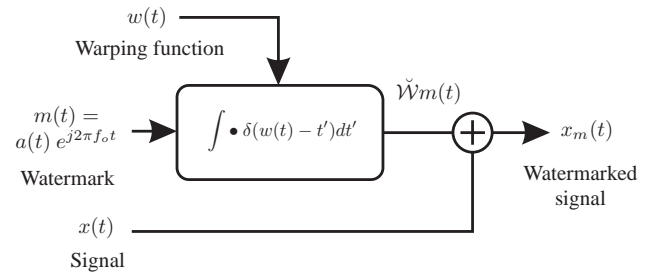 w(t)
Warping function
m(t) =
a(t) e^{j2πf_o t}
Watermark
∫ • δ(w(t) − t′)dt′
𝒲̆m(t)
x_m(t)
Watermarked
signal
x(t)
Signal